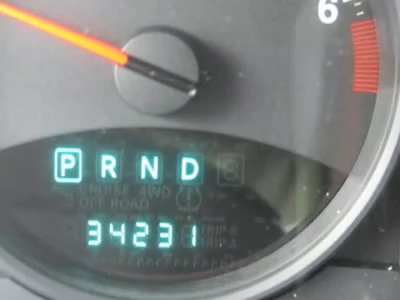 6
P R N D
CRUISE 4WD
OFF ROAD
34231 TRIP B
TRIP A